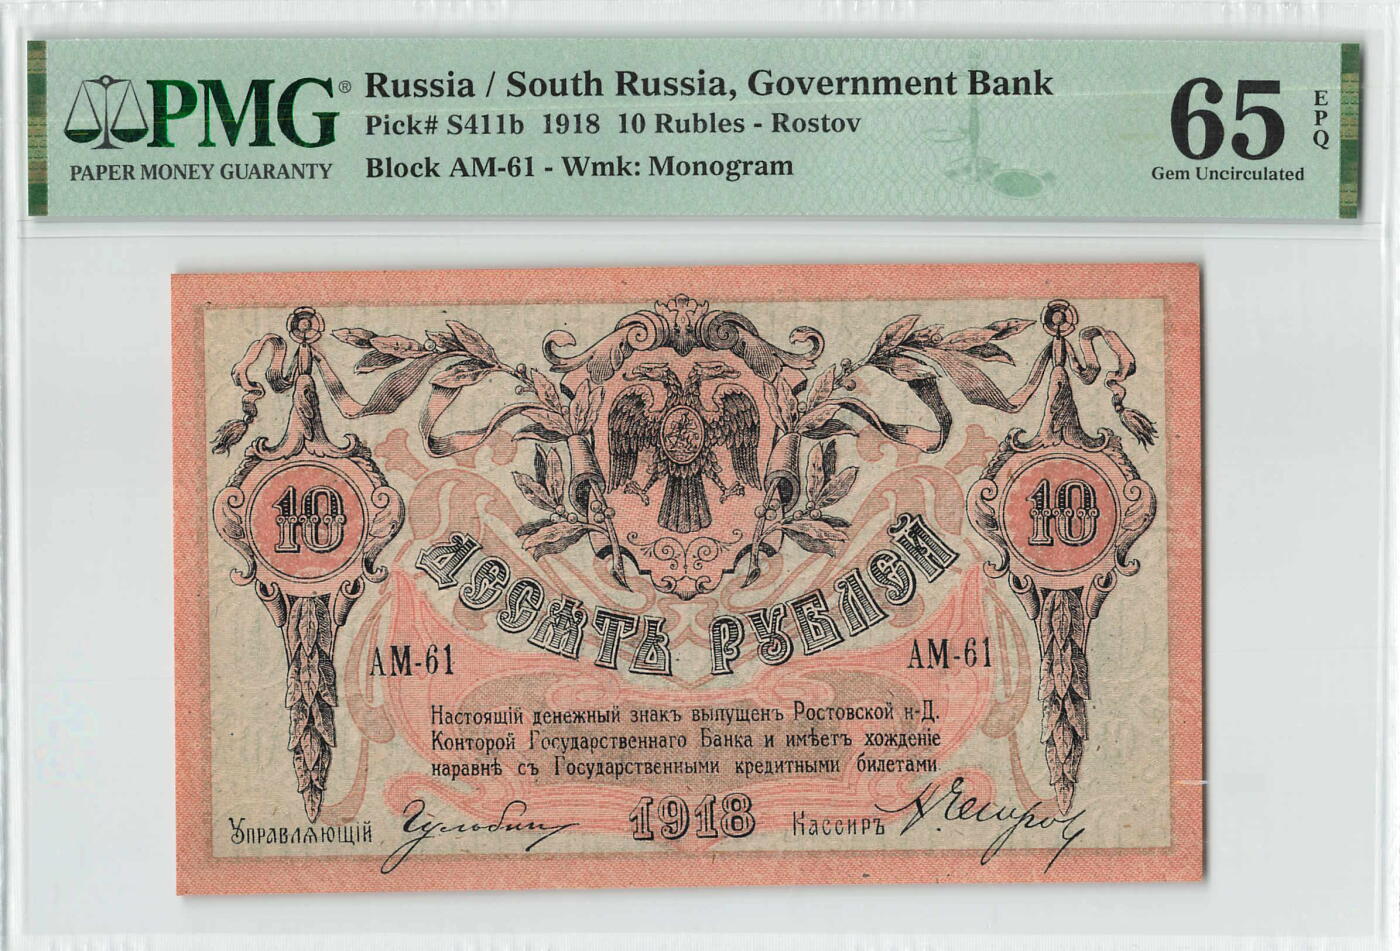 PMG®
PAPER MONEY GUARANTY
Russia / South Russia, Government Bank
Pick# S411b 1918 10 Rubles - Rostov
Block AM-61 - Wmk: Monogram
65
EPQ
Gem Uncirculated
10
10
ДЕСЯТЬ РУБЛЕЙ
АМ-61
АМ-61
Настоящій денежный знакъ выпущенъ Ростовской н-Д.
Конторой Государственнаго Банка и имѣетъ хожденіе
наравнѣ съ Государственными кредитными билетами.
Управляющій
1918
Кассиръ